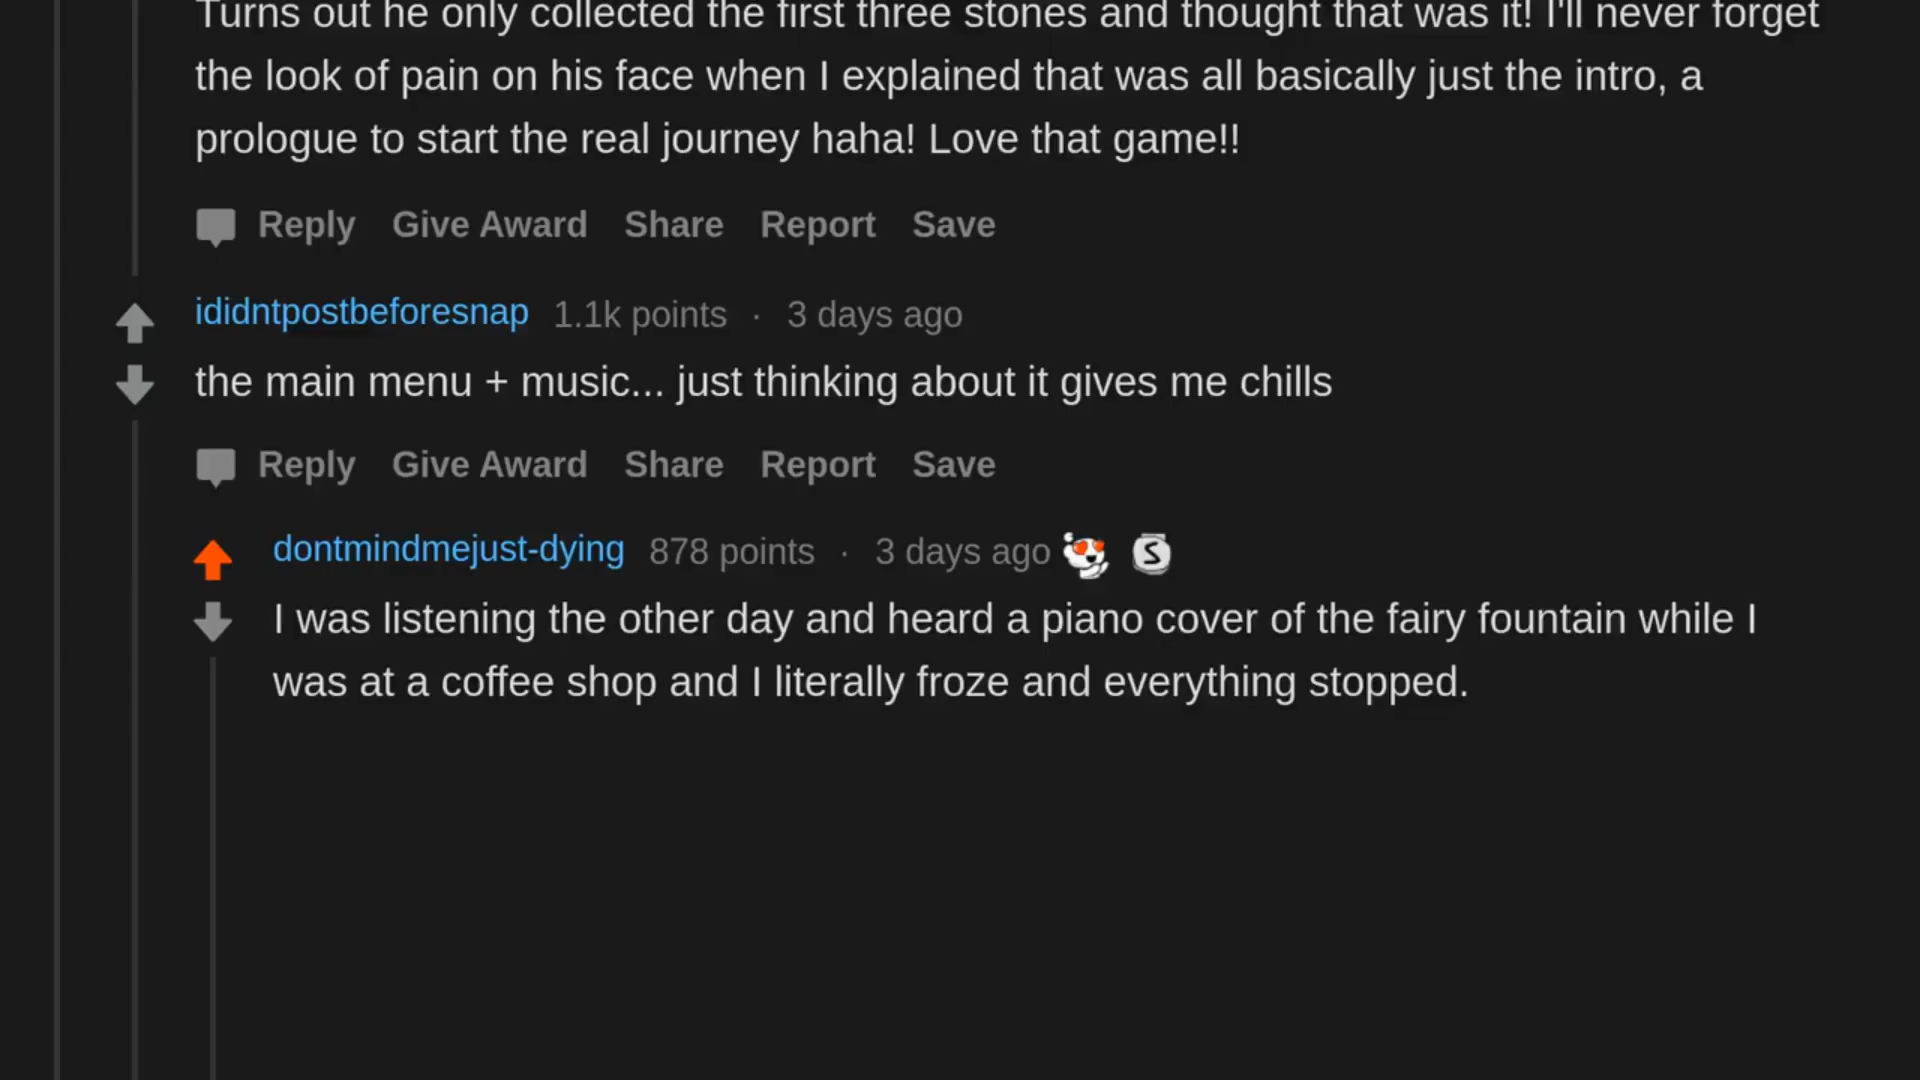 Turns out he only collected the first three stones and thought that was it! I'll never forget
the look of pain on his face when I explained that was all basically just the intro, a
prologue to start the real journey haha! Love that game!!
Reply Give Award Share Report Save
ididntpostbeforesnap 1.1k points · 3 days ago
the main menu + music... just thinking about it gives me chills
Reply Give Award Share Report Save
dontmindmejust-dying 878 points · 3 days ago S
I was listening the other day and heard a piano cover of the fairy fountain while I
was at a coffee shop and I literally froze and everything stopped.